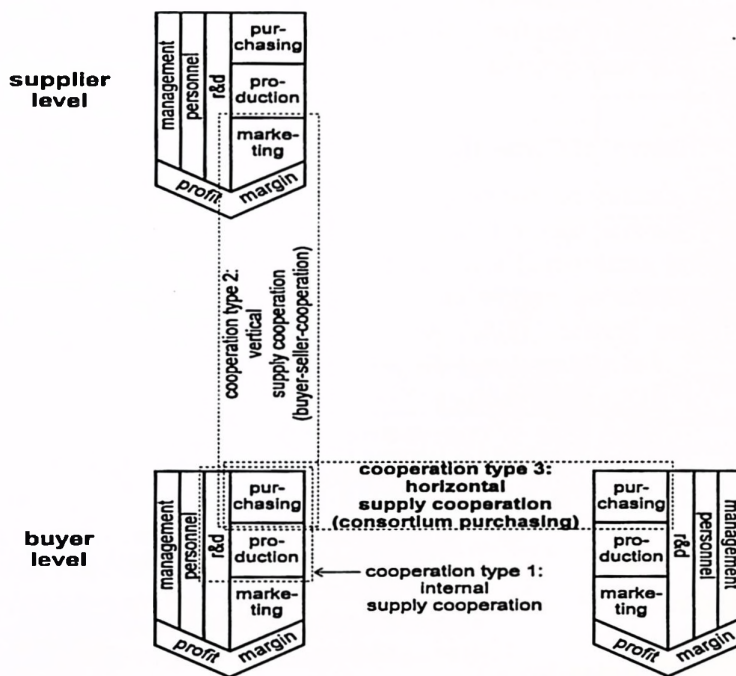 supplier
level
management
personnel
r&d
pur-
chasing
pro-
duction
marke-
ting
profit
margin
cooperation type 2:
vertical
supply cooperation
(buyer-seller-cooperation)
buyer
level
management
personnel
r&d
pur-
chasing
pro-
duction
marke-
ting
profit
margin
cooperation type 3:
horizontal
supply cooperation
(consortium purchasing)
cooperation type 1:
internal
supply cooperation
pur-
chasing
pro-
duction
marke-
ting
r&d
personnel
management
profit
margin